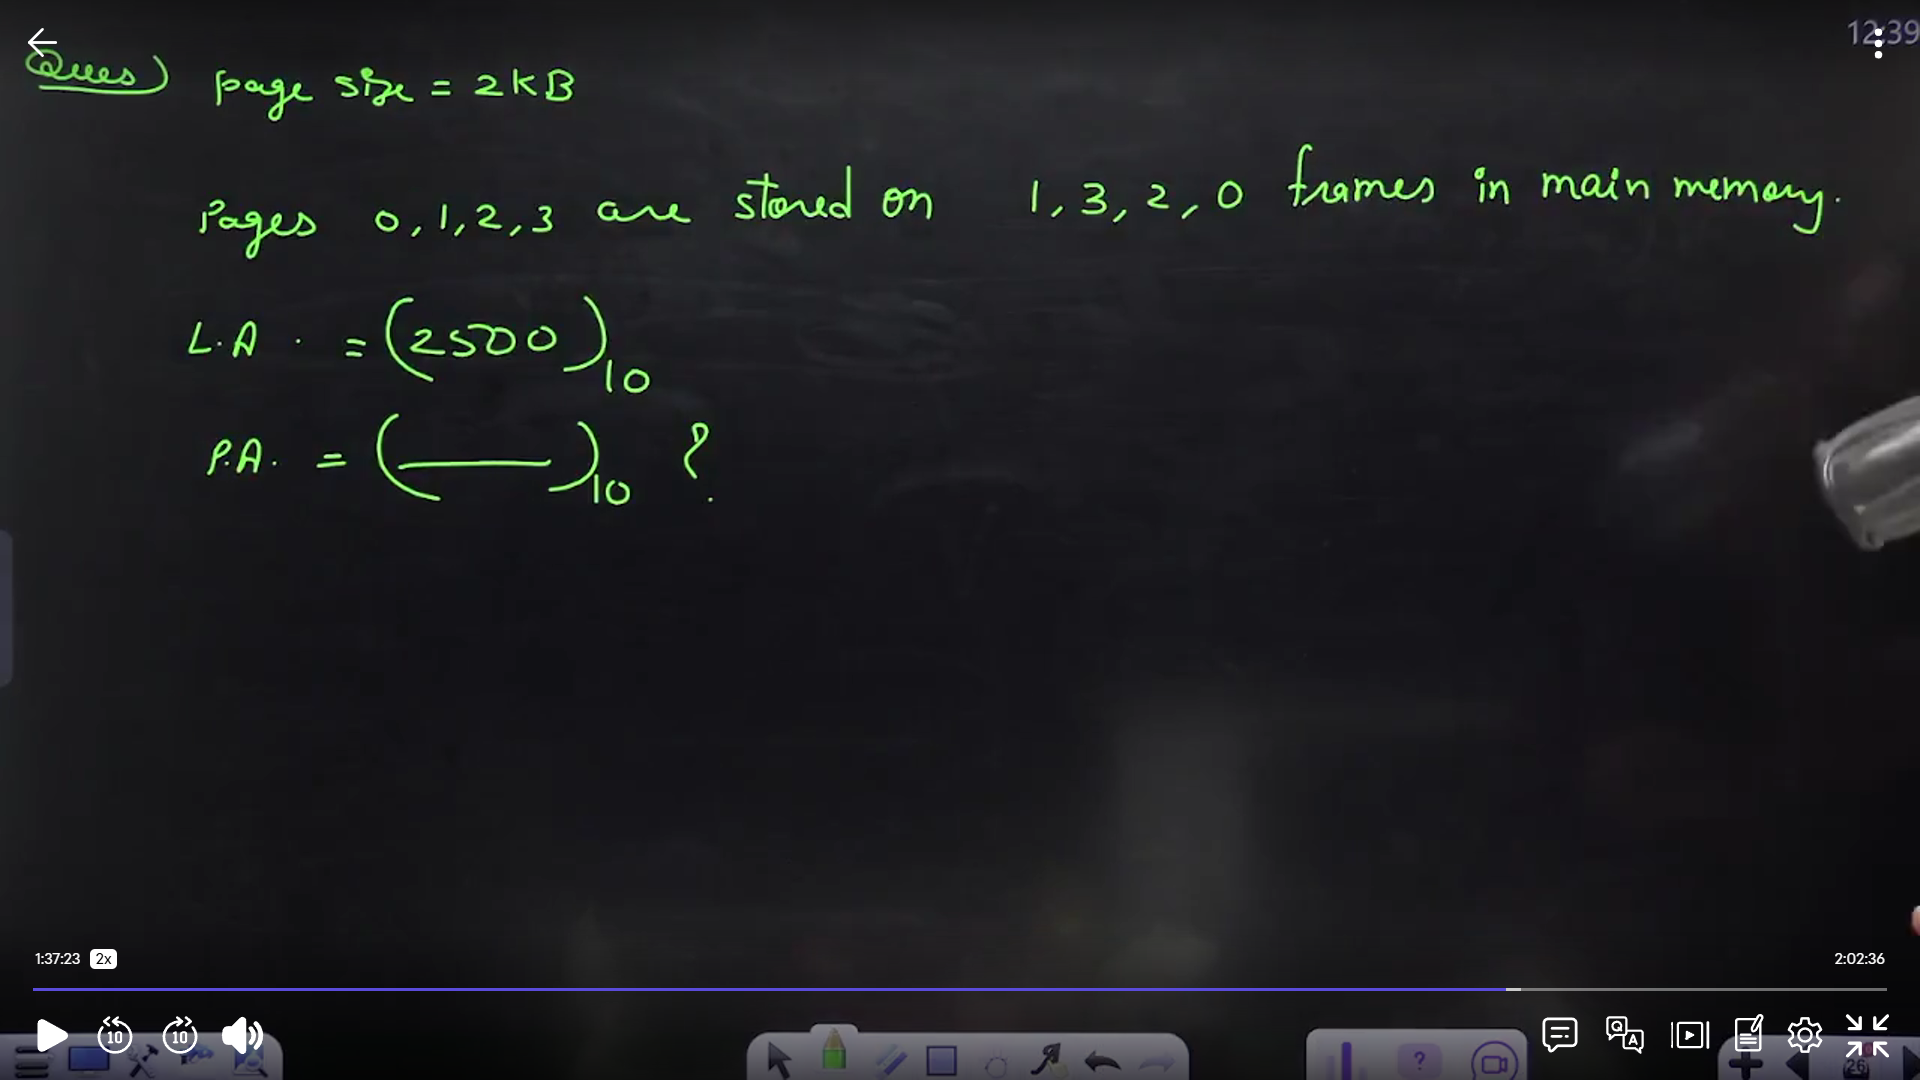 12:39
Ques) page size = 2KB
Pages 0,1,2,3 are stored on 1,3,2,0 frames in main memory.
L.A. = (2500)10
P.A. = (____)10 ?
1:37:23 2x 2:02:36
10 10
26